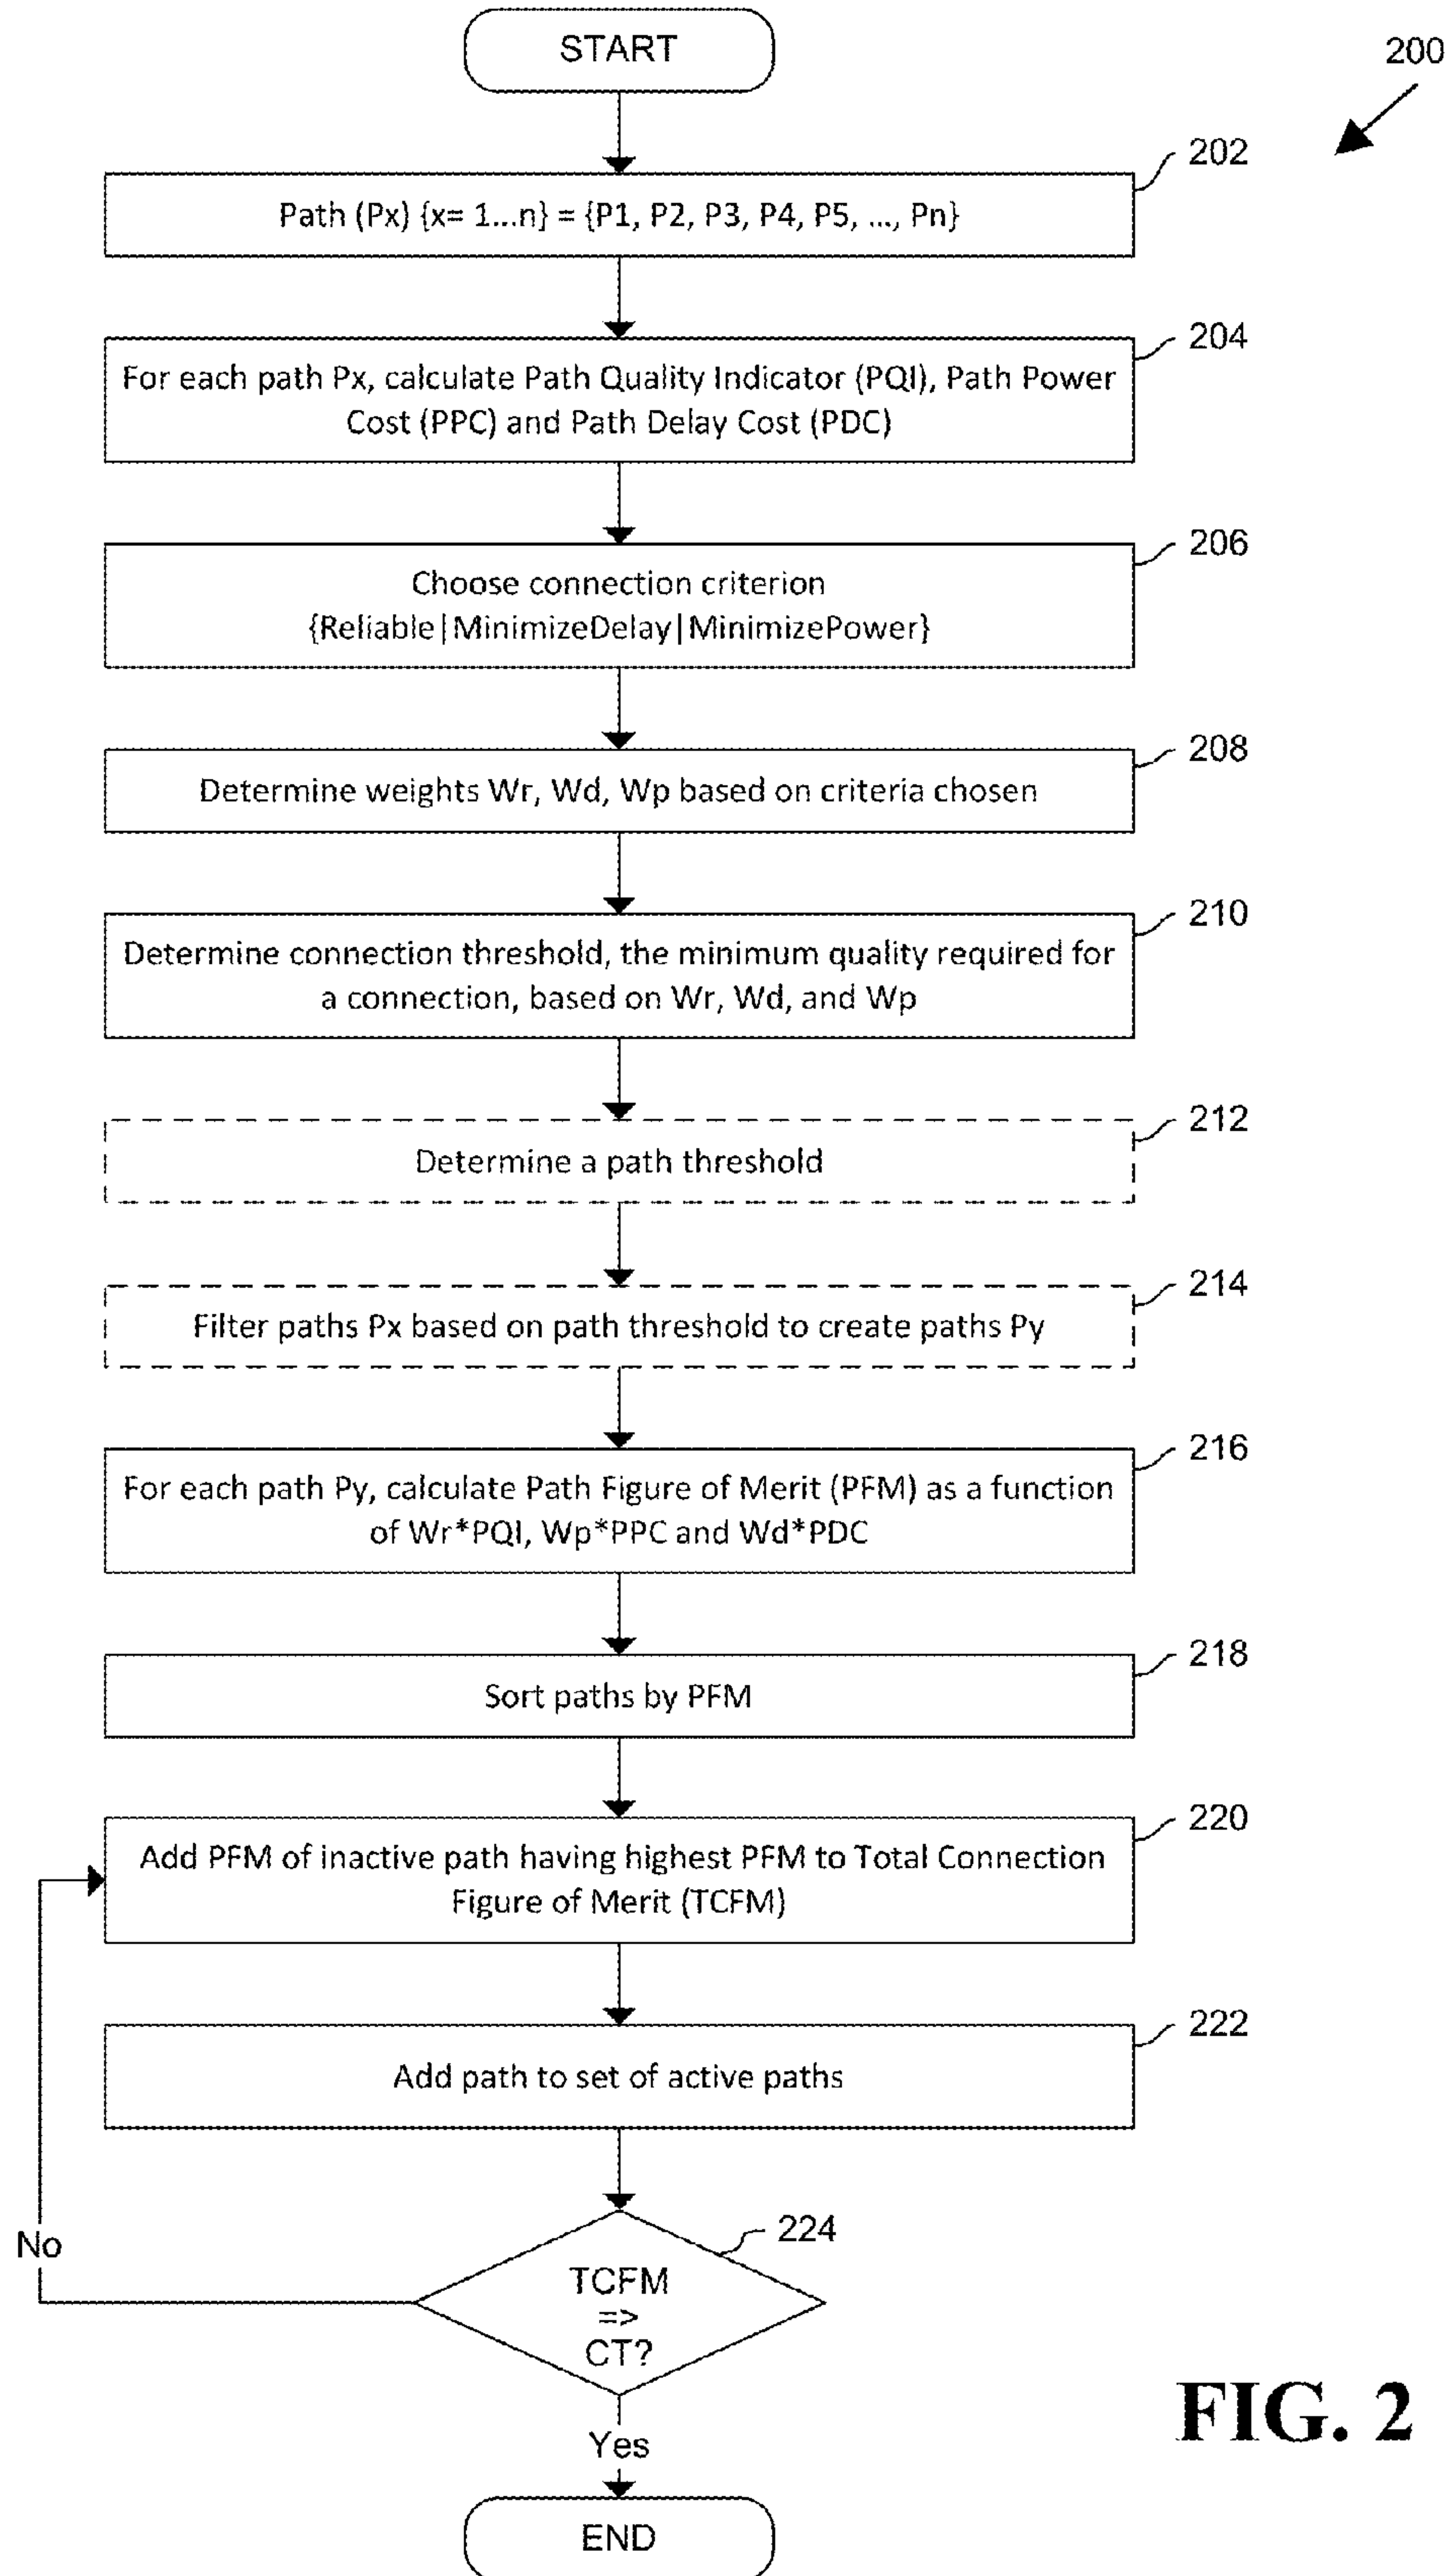 START
200
202
Path (Px) {x= 1...n} = {P1, P2, P3, P4, P5, ..., Pn}
204
For each path Px, calculate Path Quality Indicator (PQI), Path Power
Cost (PPC) and Path Delay Cost (PDC)
206
Choose connection criterion
{Reliable|MinimizeDelay|MinimizePower}
208
Determine weights Wr, Wd, Wp based on criteria chosen
210
Determine connection threshold, the minimum quality required for
a connection, based on Wr, Wd, and Wp
212
Determine a path threshold
214
Filter paths Px based on path threshold to create paths Py
216
For each path Py, calculate Path Figure of Merit (PFM) as a function
of Wr*PQI, Wp*PPC and Wd*PDC
218
Sort paths by PFM
220
Add PFM of inactive path having highest PFM to Total Connection
Figure of Merit (TCFM)
222
Add path to set of active paths
224
No
TCFM
=>
CT?
Yes
END
FIG. 2